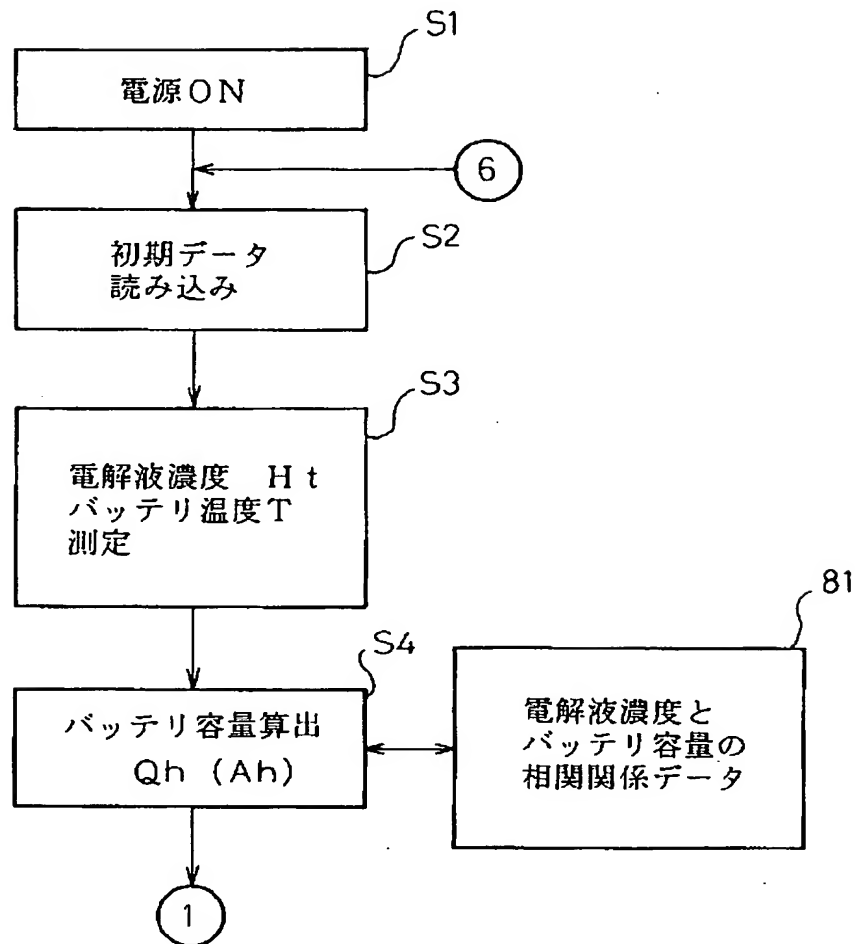 S1
電源ON
6
S2
初期データ
読み込み
S3
電解液濃度 Ht
バッテリ温度T
測定
S4
バッテリ容量算出
Qh (Ah)
81
電解液濃度と
バッテリ容量の
相関関係データ
1